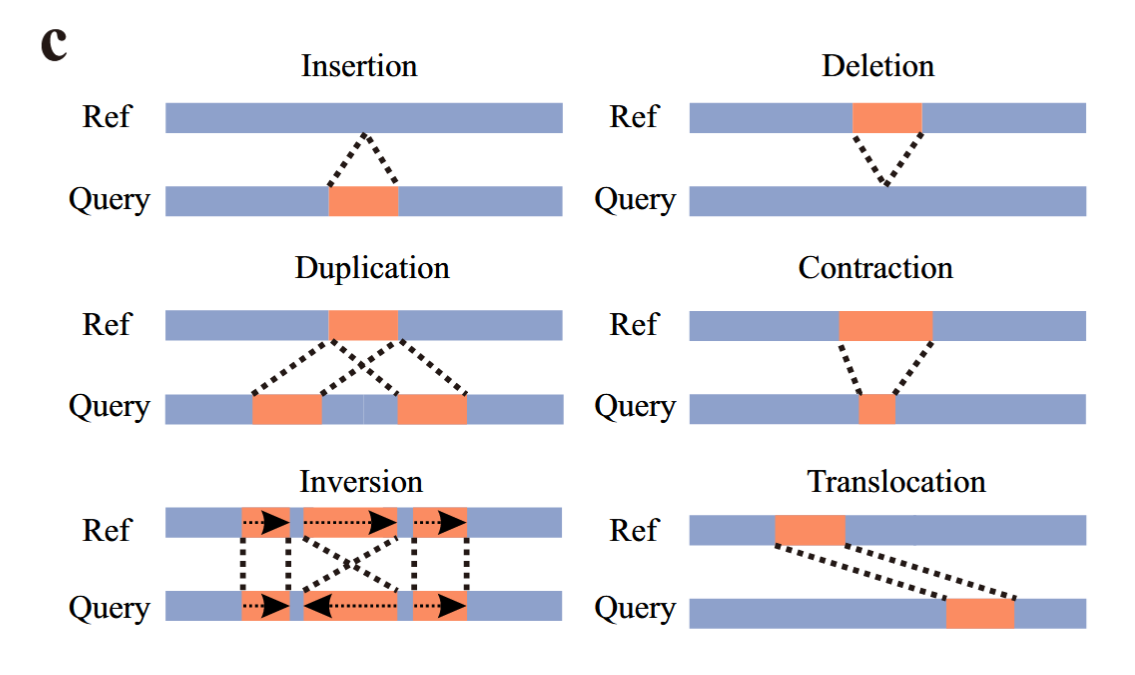 c
Insertion
Ref
Query
Deletion
Ref
Query
Duplication
Ref
Query
Contraction
Ref
Query
Inversion
Ref
Query
Translocation
Ref
Query